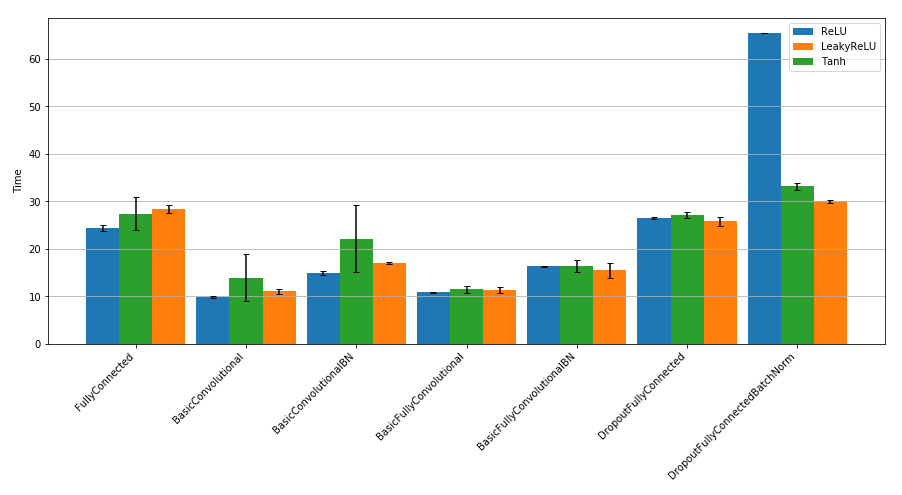 ReLU
LeakyReLU
Tanh
Time
60
50
40
30
20
10
0
FullyConnected
BasicConvolutional
BasicConvolutionalBN
BasicFullyConvolutional
BasicFullyConvolutionalBN
DropoutFullyConnected
DropoutFullyConnectedBatchNorm